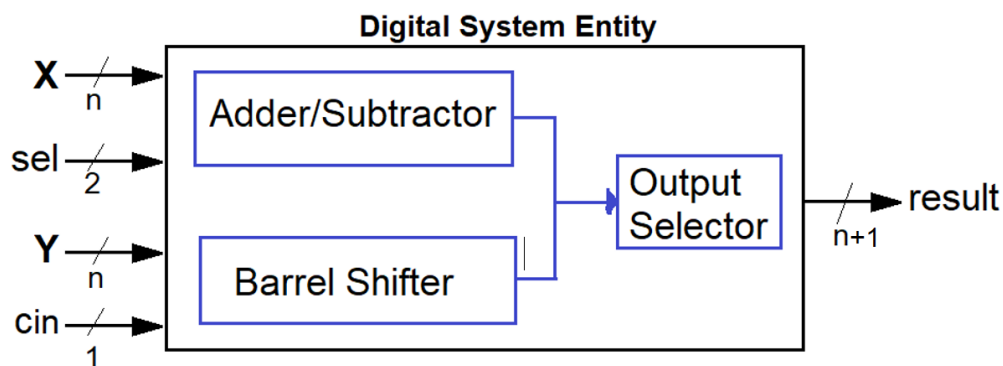 Digital System Entity
X
n
sel
2
Y
n
cin
1
Adder/Subtractor
Barrel Shifter
Output
Selector
n+1
result